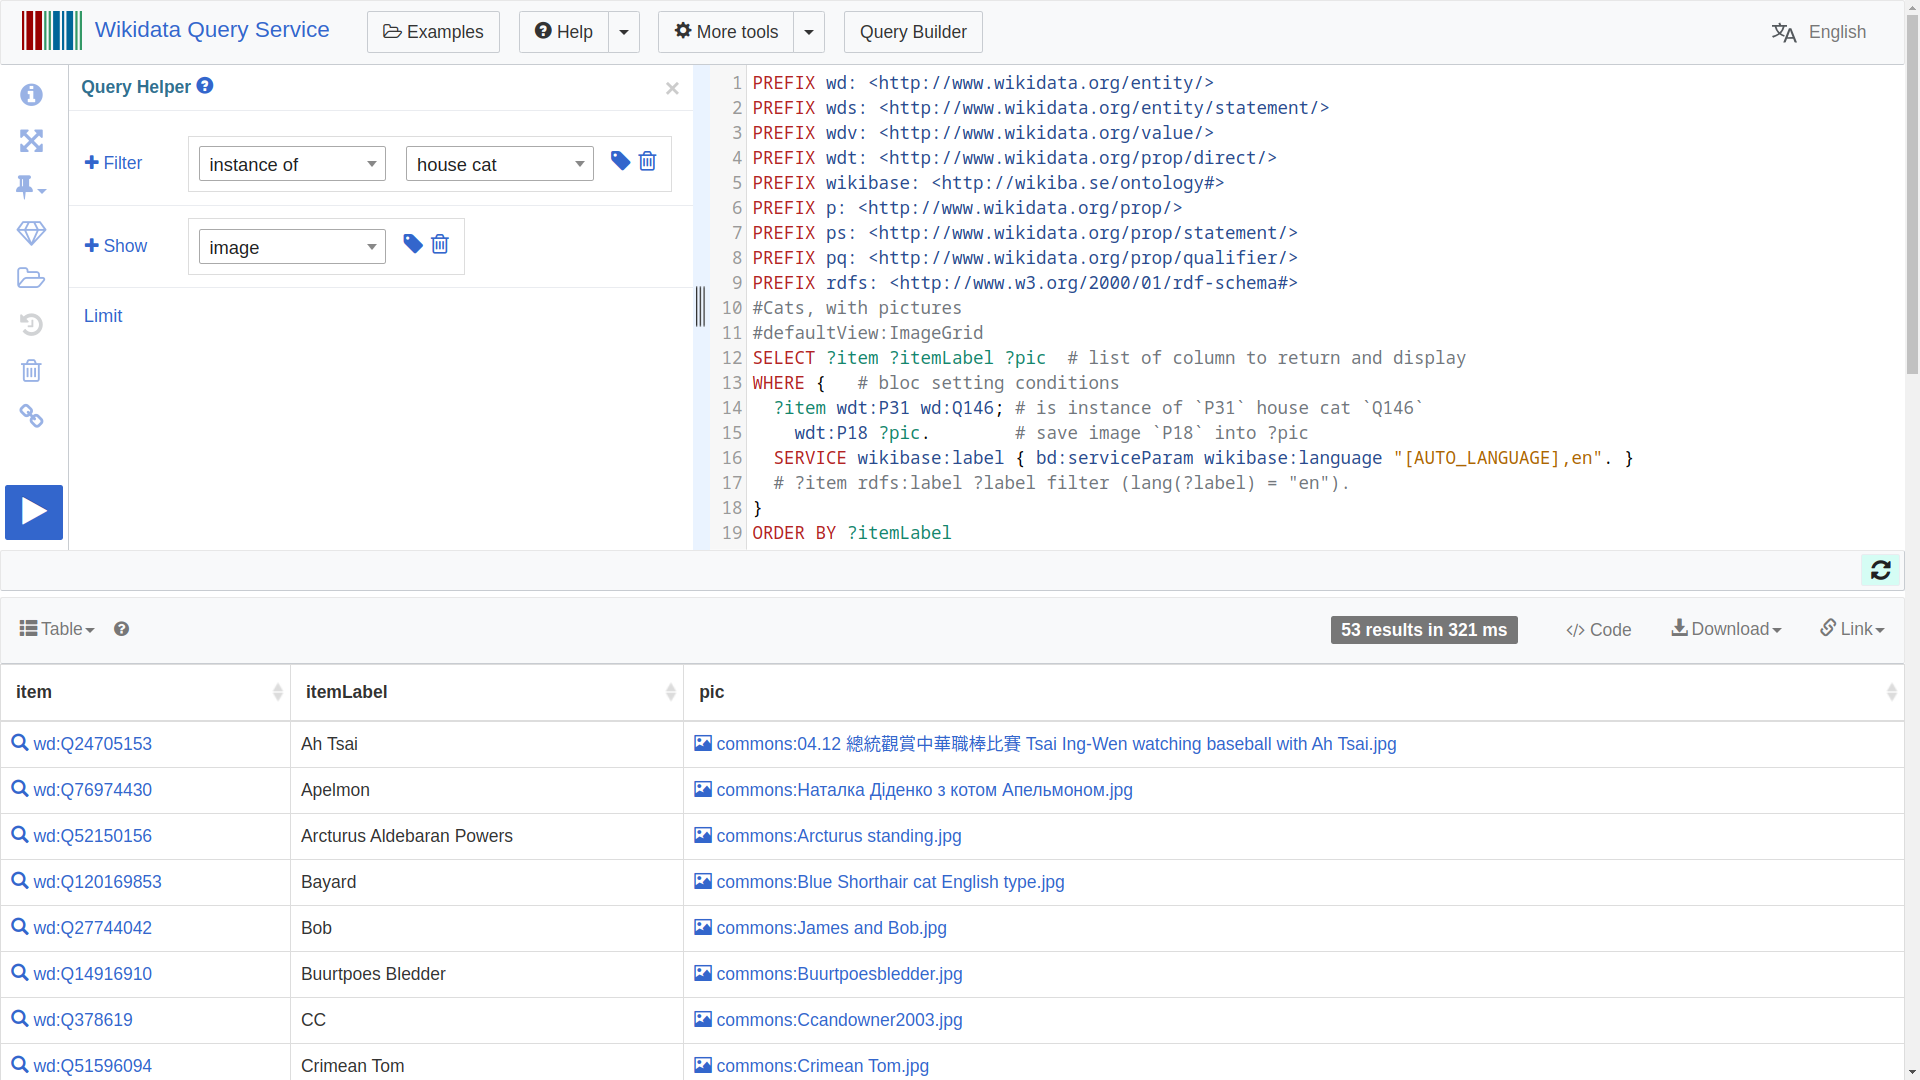 Wikidata Query Service
Examples
Help
More tools
Query Builder
English
Query Helper
Filter
instance of
house cat
Show
image
Limit
1 PREFIX wd: <http://www.wikidata.org/entity/>
2 PREFIX wds: <http://www.wikidata.org/entity/statement/>
3 PREFIX wdv: <http://www.wikidata.org/value/>
4 PREFIX wdt: <http://www.wikidata.org/prop/direct/>
5 PREFIX wikibase: <http://wikiba.se/ontology#>
6 PREFIX p: <http://www.wikidata.org/prop/>
7 PREFIX ps: <http://www.wikidata.org/prop/statement/>
8 PREFIX pq: <http://www.wikidata.org/prop/qualifier/>
9 PREFIX rdfs: <http://www.w3.org/2000/01/rdf-schema#>
10 #Cats, with pictures
11 #defaultView:ImageGrid
12 SELECT ?item ?itemLabel ?pic  # list of column to return and display
13 WHERE {   # bloc setting conditions
14   ?item wdt:P31 wd:Q146; # is instance of `P31` house cat `Q146`
15     wdt:P18 ?pic.        # save image `P18` into ?pic
16   SERVICE wikibase:label { bd:serviceParam wikibase:language "[AUTO_LANGUAGE],en". }
17   # ?item rdfs:label ?label filter (lang(?label) = "en").
18 }
19 ORDER BY ?itemLabel
Table
53 results in 321 ms
</> Code
Download
Link
item itemLabel pic
wd:Q24705153 Ah Tsai commons:04.12 總統觀賞中華職棒比賽 Tsai Ing-Wen watching baseball with Ah Tsai.jpg
wd:Q76974430 Apelmon commons:Наталка Діденко з котом Апельмоном.jpg
wd:Q52150156 Arcturus Aldebaran Powers commons:Arcturus standing.jpg
wd:Q120169853 Bayard commons:Blue Shorthair cat English type.jpg
wd:Q27744042 Bob commons:James and Bob.jpg
wd:Q14916910 Buurtpoes Bledder commons:Buurtpoesbledder.jpg
wd:Q378619 CC commons:Ccandowner2003.jpg
wd:Q51596094 Crimean Tom commons:Crimean Tom.jpg